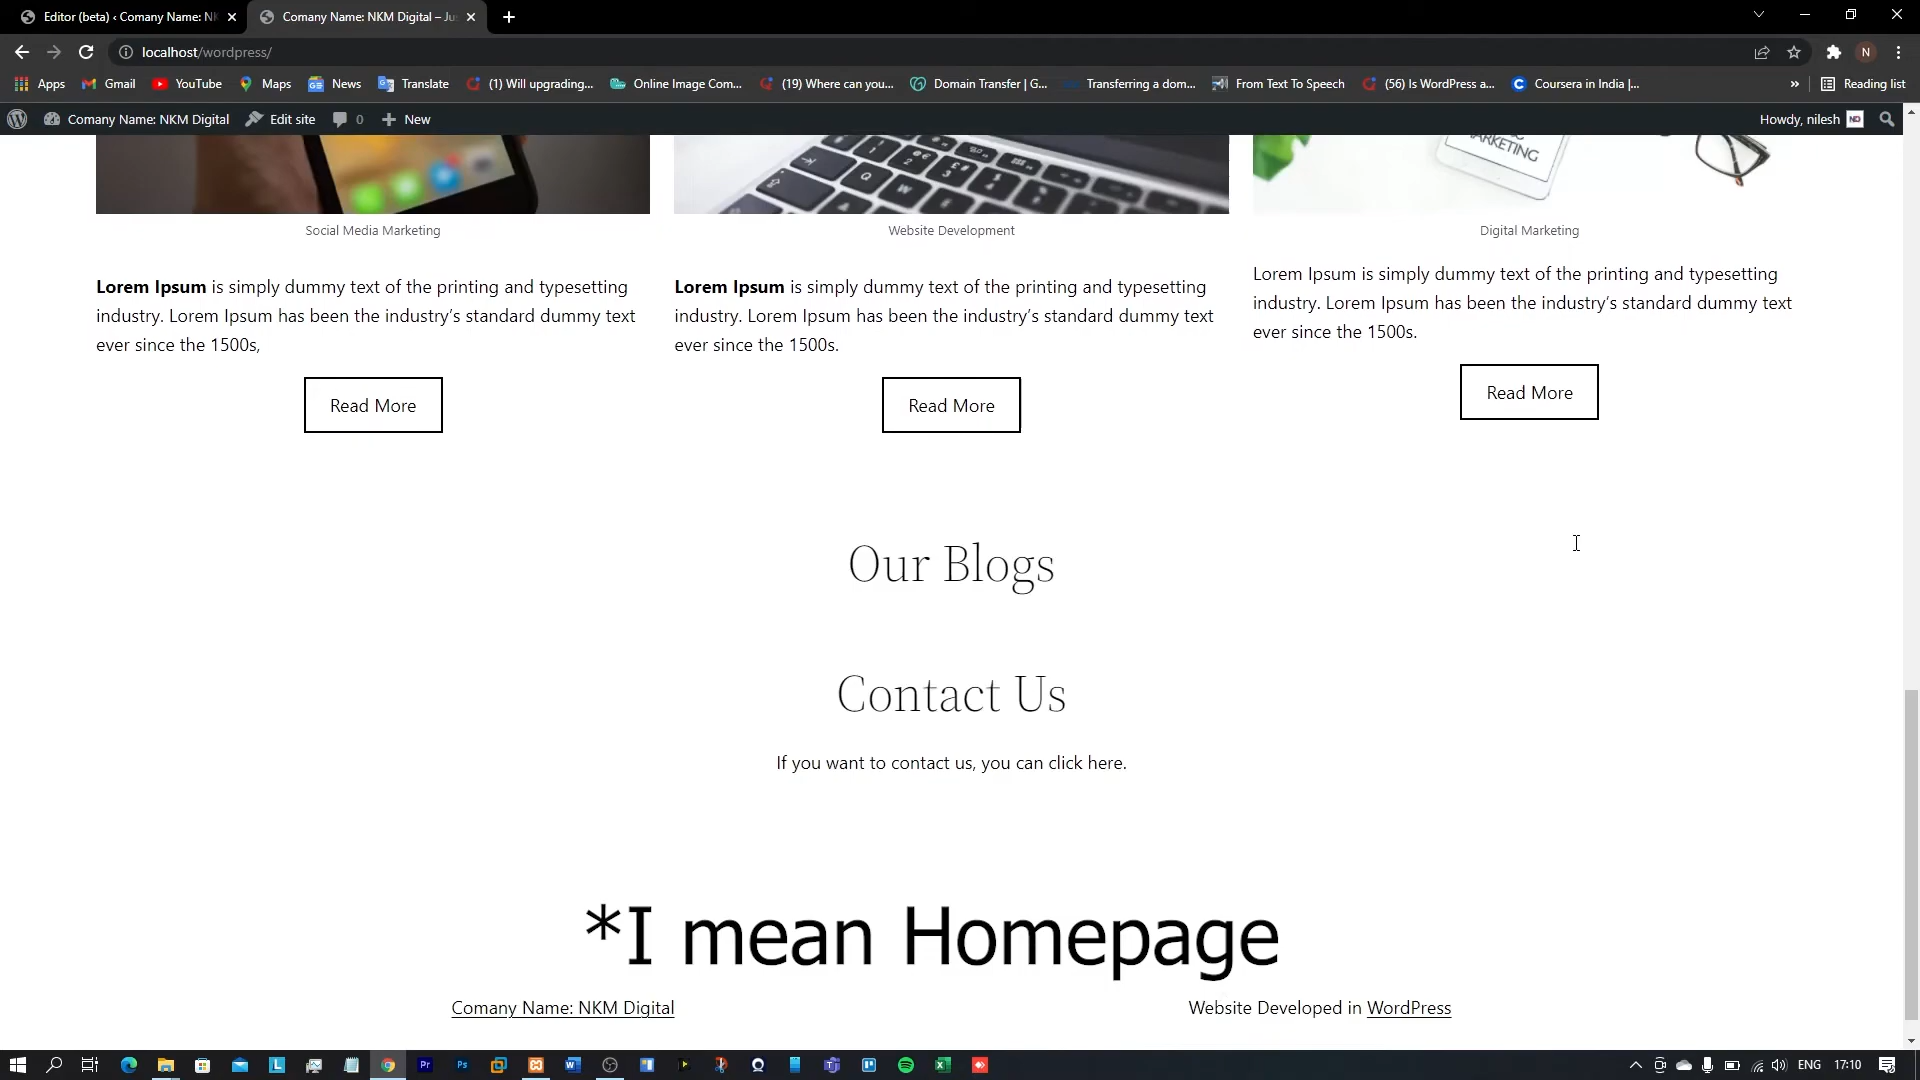 Editor (beta) ‹ Comany Name: NK
Comany Name: NKM Digital – Ju
localhost/wordpress/
N
Apps
Gmail
YouTube
Maps
News
Translate
(1) Will upgrading...
Online Image Com...
(19) Where can you...
Domain Transfer | G...
Transferring a dom...
From Text To Speech
(56) Is WordPress a...
Coursera in India |...
»
Reading list
Comany Name: NKM Digital
Edit site
0
New
Howdy, nilesh
MARKETING
Social Media Marketing
Website Development
Digital Marketing
Lorem Ipsum is simply dummy text of the printing and typesetting
industry. Lorem Ipsum has been the industry’s standard dummy text
ever since the 1500s,
Read More
Lorem Ipsum is simply dummy text of the printing and typesetting
industry. Lorem Ipsum has been the industry’s standard dummy text
ever since the 1500s.
Read More
Lorem Ipsum is simply dummy text of the printing and typesetting
industry. Lorem Ipsum has been the industry’s standard dummy text
ever since the 1500s.
Read More
Our Blogs
Contact Us
If you want to contact us, you can click here.
*I mean Homepage
Comany Name: NKM Digital
Website Developed in WordPress
ENG
17:10